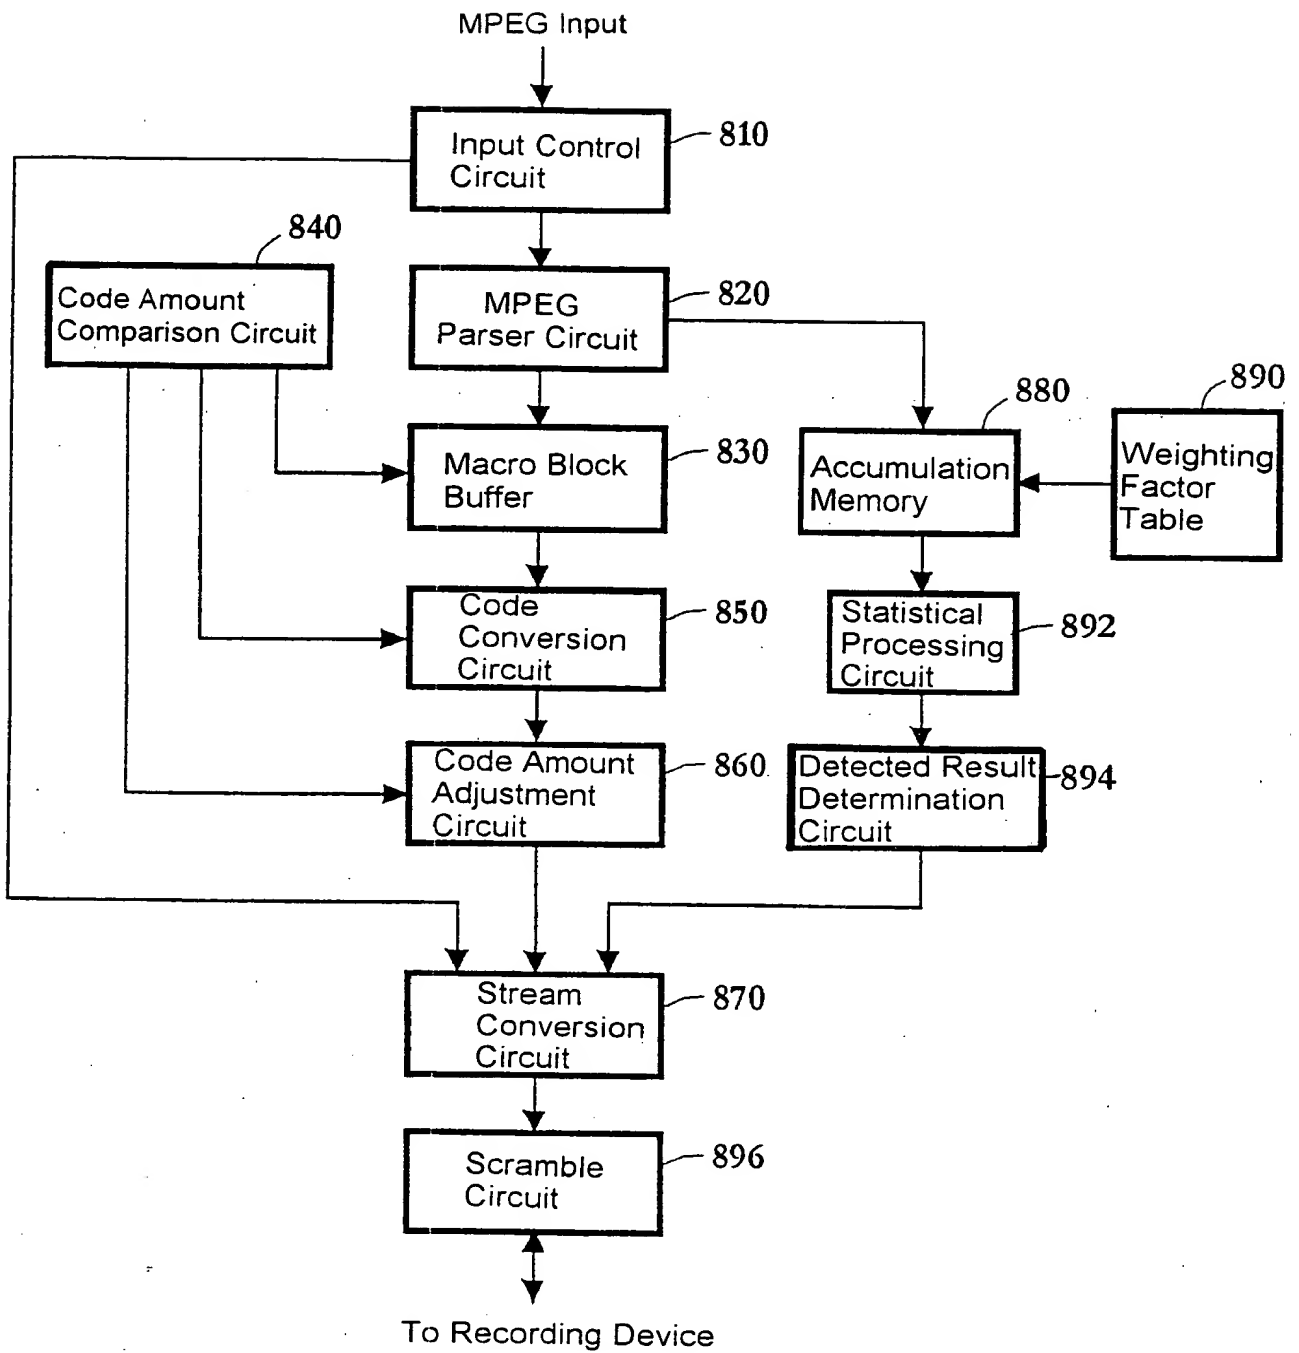 MPEG Input
Input Control
Circuit
810
840
Code Amount
Comparison Circuit
MPEG
Parser Circuit
820
880
890
Macro Block
Buffer
830
Accumulation
Memory
Weighting
Factor
Table
Code
Conversion
Circuit
850
Statistical
Processing
Circuit
892
Code Amount
Adjustment
Circuit
860
Detected Result
Determination
Circuit
894
Stream
Conversion
Circuit
870
Scramble
Circuit
896
To Recording Device